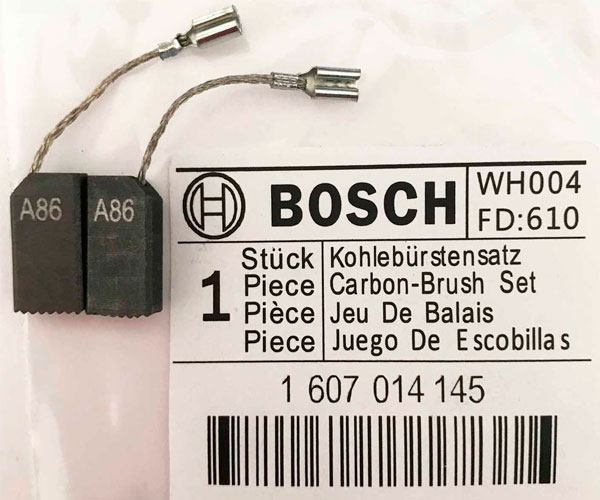 A86 A86
BOSCH
WH004
FD:610
1
Stück Kohlebürstensatz
Piece Carbon-Brush Set
Pièce Jeu De Balais
Piece Juego De Escobillas
1 607 014 145